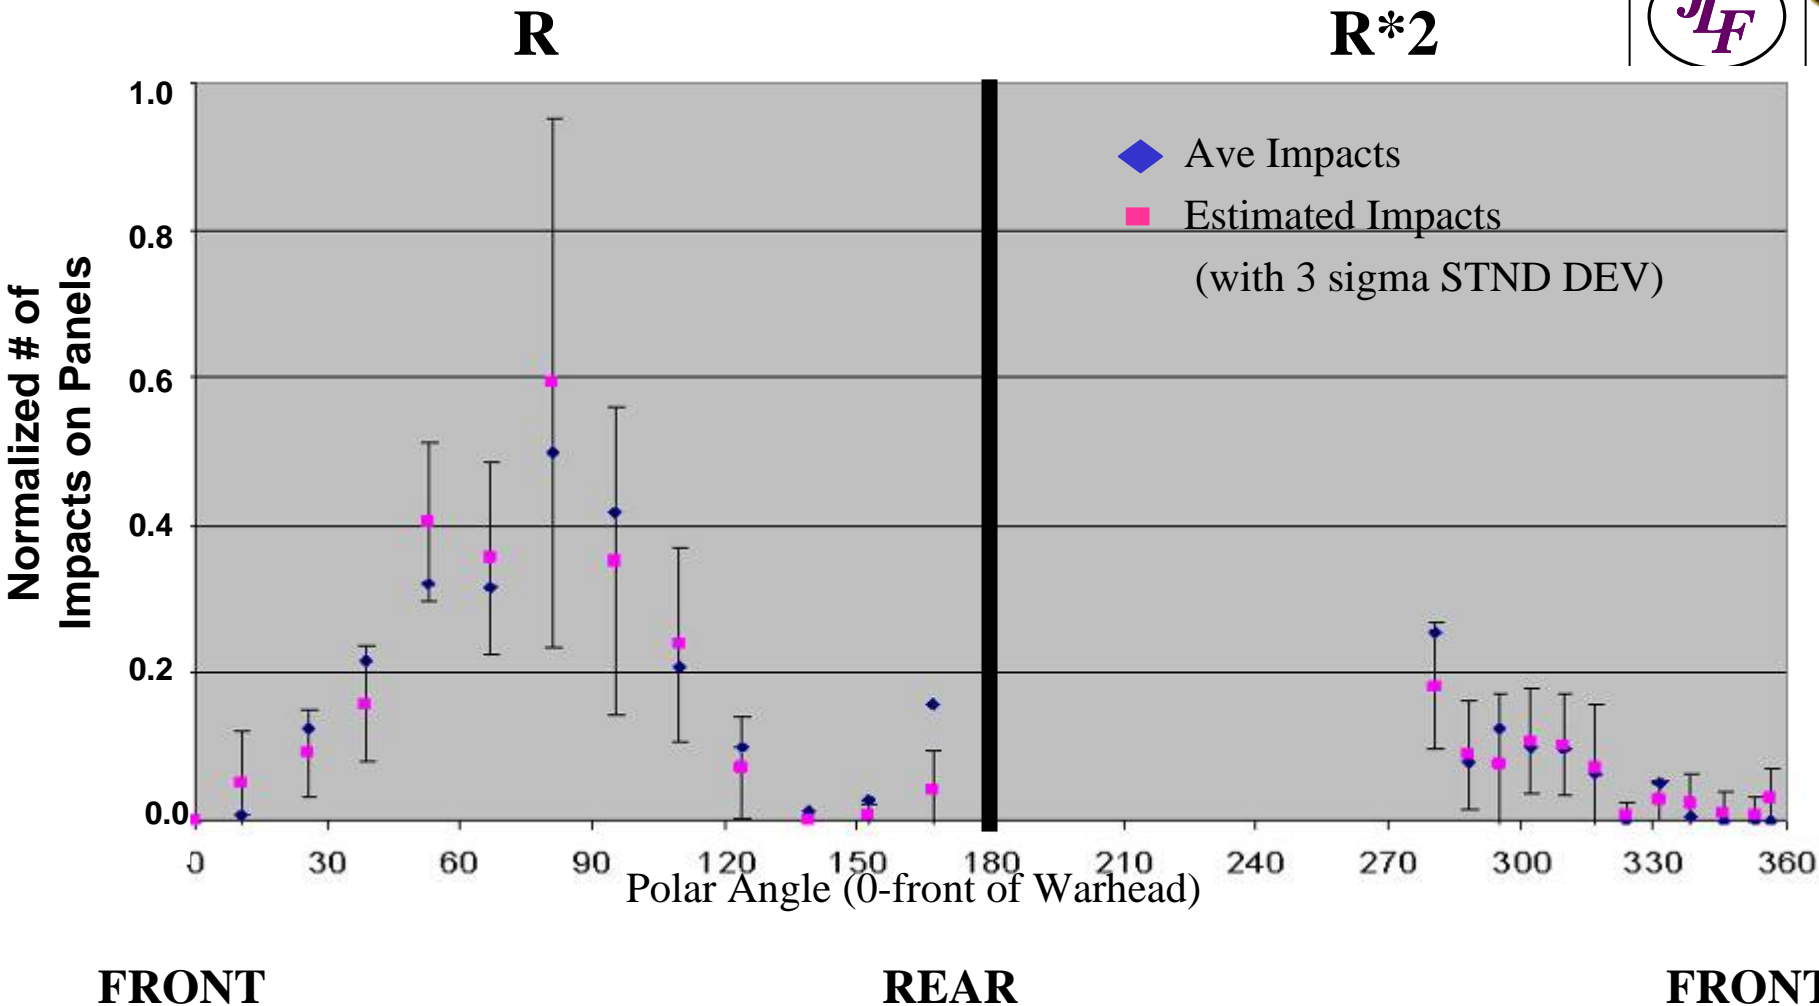 R R*2
JLF
1.0
0.8
0.6
0.4
0.2
0.0
Normalized # of
Impacts on Panels
Ave Impacts
Estimated Impacts
(with 3 sigma STND DEV)
0 30 60 90 120 150 180 210 240 270 300 330 360
Polar Angle (0-front of Warhead)
FRONT REAR FRONT